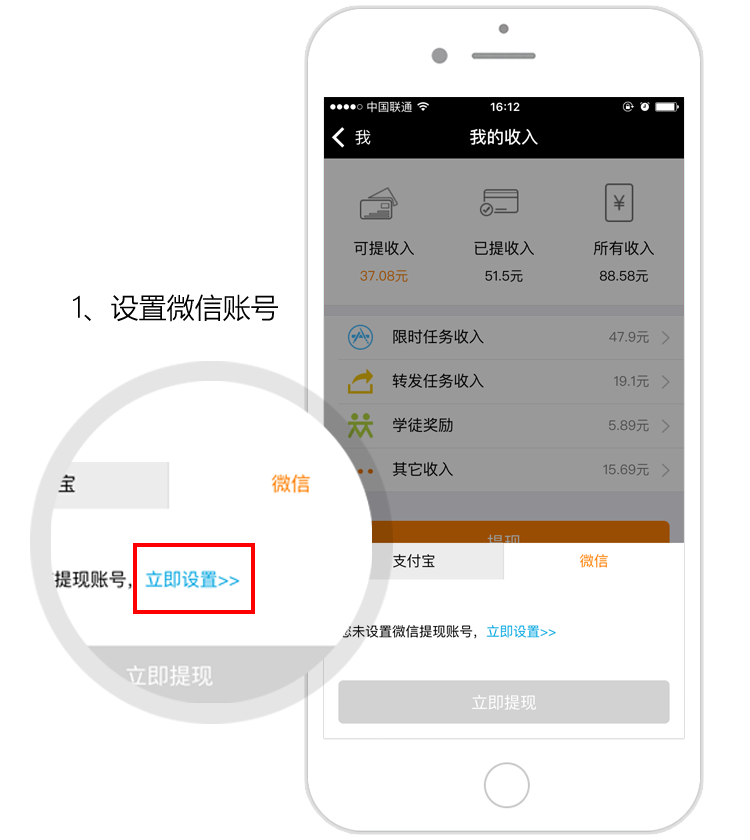 中国联通 16:12
我 我的收入
可提收入 已提收入 所有收入
37.08元 51.5元 88.58元
1、设置微信账号
限时任务收入 47.9元
转发任务收入 19.1元
学徒奖励 5.89元
其它收入 15.69元
提现
支付宝 微信
您未设置微信提现账号，立即设置>>
立即提现
宝 微信
提现账号，立即设置>>
立即提现